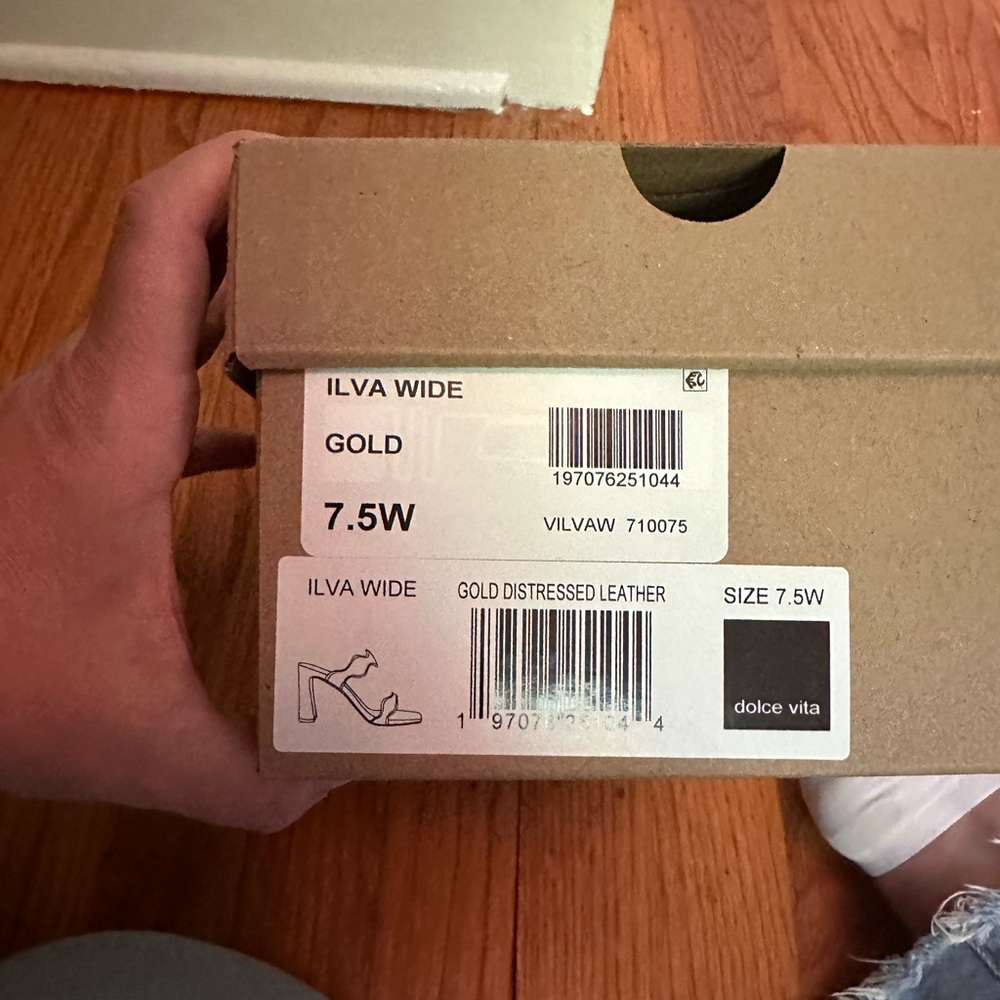 ILVA WIDE
GOLD
197076251044
7.5W
VILVAW 710075
ILVA WIDE
GOLD DISTRESSED LEATHER
SIZE 7.5W
dolce vita